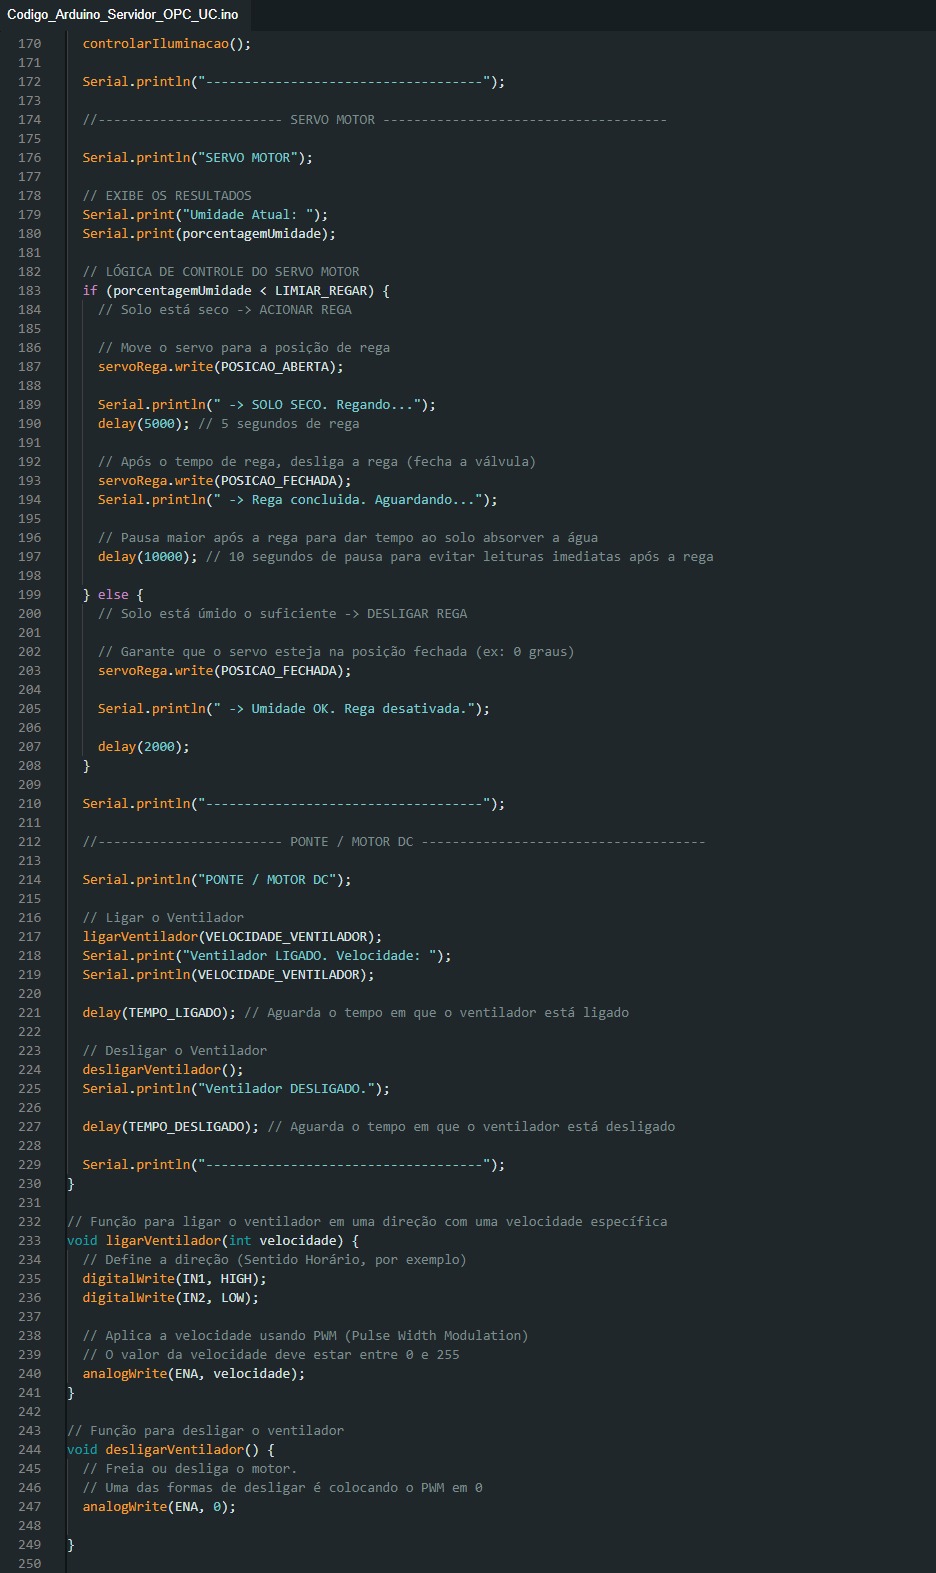 Codigo_Arduino_Servidor_OPC_UC.ino
170 controlarIluminacao();
171
172 Serial.println("------------------------------------");
173
174 //------------------------ SERVO MOTOR -------------------------------------
175
176 Serial.println("SERVO MOTOR");
177
178 // EXIBE OS RESULTADOS
179 Serial.print("Umidade Atual: ");
180 Serial.print(porcentagemUmidade);
181
182 // LÓGICA DE CONTROLE DO SERVO MOTOR
183 if (porcentagemUmidade < LIMIAR_REGAR) {
184 // Solo está seco -> ACIONAR REGA
185
186 // Move o servo para a posição de rega
187 servoRega.write(POSICAO_ABERTA);
188
189 Serial.println(" -> SOLO SECO. Regando...");
190 delay(5000); // 5 segundos de rega
191
192 // Após o tempo de rega, desliga a rega (fecha a válvula)
193 servoRega.write(POSICAO_FECHADA);
194 Serial.println(" -> Rega concluida. Aguardando...");
195
196 // Pausa maior após a rega para dar tempo ao solo absorver a água
197 delay(10000); // 10 segundos de pausa para evitar leituras imediatas após a rega
198
199 } else {
200 // Solo está úmido o suficiente -> DESLIGAR REGA
201
202 // Garante que o servo esteja na posição fechada (ex: 0 graus)
203 servoRega.write(POSICAO_FECHADA);
204
205 Serial.println(" -> Umidade OK. Rega desativada.");
206
207 delay(2000);
208 }
209
210 Serial.println("------------------------------------");
211
212 //------------------------ PONTE / MOTOR DC -------------------------------------
213
214 Serial.println("PONTE / MOTOR DC");
215
216 // Ligar o Ventilador
217 ligarVentilador(VELOCIDADE_VENTILADOR);
218 Serial.print("Ventilador LIGADO. Velocidade: ");
219 Serial.println(VELOCIDADE_VENTILADOR);
220
221 delay(TEMPO_LIGADO); // Aguarda o tempo em que o ventilador está ligado
222
223 // Desligar o Ventilador
224 desligarVentilador();
225 Serial.println("Ventilador DESLIGADO.");
226
227 delay(TEMPO_DESLIGADO); // Aguarda o tempo em que o ventilador está desligado
228
229 Serial.println("------------------------------------");
230 }
231
232 // Função para ligar o ventilador em uma direção com uma velocidade específica
233 void ligarVentilador(int velocidade) {
234 // Define a direção (Sentido Horário, por exemplo)
235 digitalWrite(IN1, HIGH);
236 digitalWrite(IN2, LOW);
237
238 // Aplica a velocidade usando PWM (Pulse Width Modulation)
239 // O valor da velocidade deve estar entre 0 e 255
240 analogWrite(ENA, velocidade);
241 }
242
243 // Função para desligar o ventilador
244 void desligarVentilador() {
245 // Freia ou desliga o motor.
246 // Uma das formas de desligar é colocando o PWM em 0
247 analogWrite(ENA, 0);
248
249 }
250